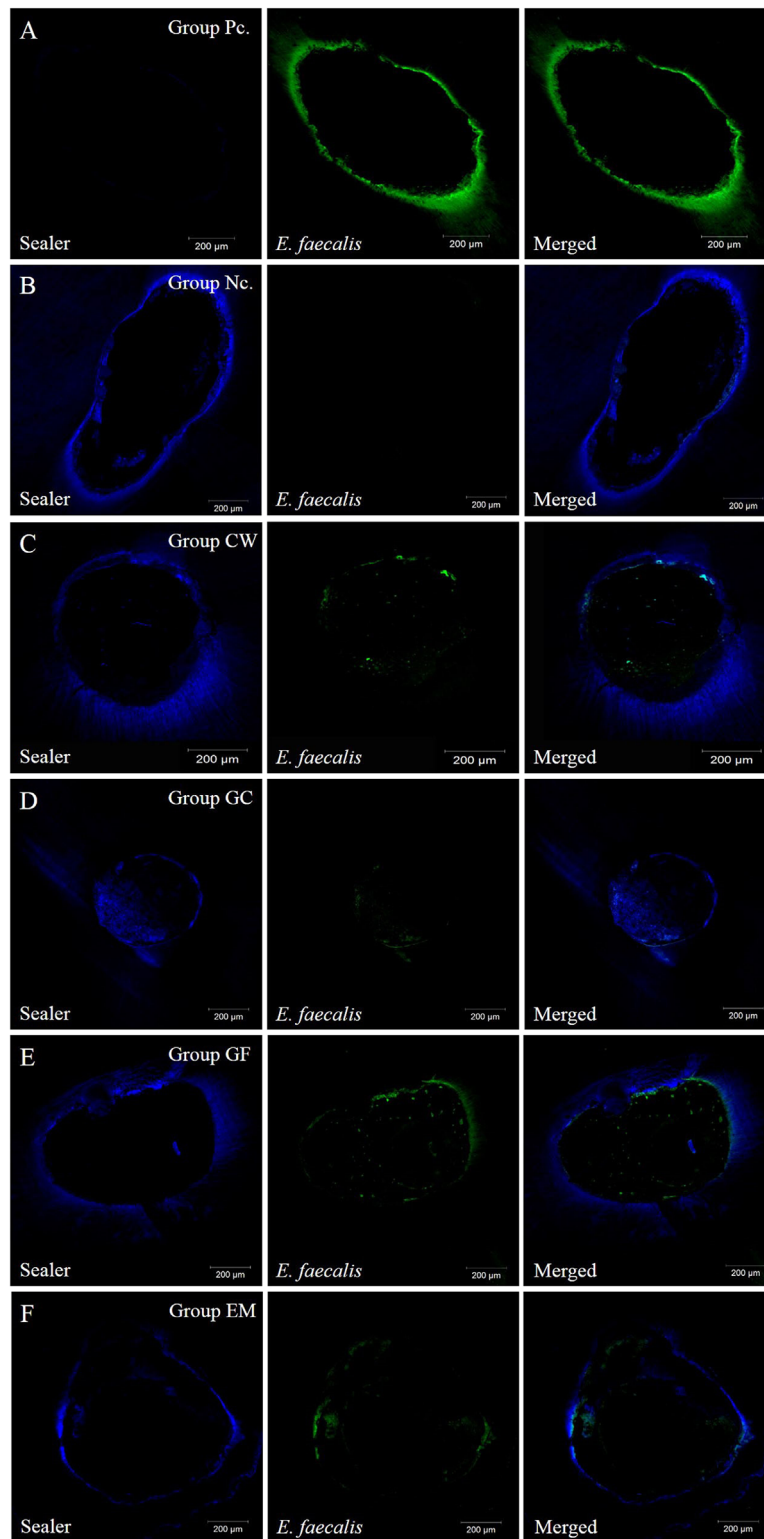 A
Group Pc.
Sealer
200 µm
E. faecalis
200 µm
Merged
200 µm
B
Group Nc.
Sealer
200 µm
E. faecalis
200 µm
Merged
200 µm
C
Group CW
Sealer
200 µm
E. faecalis
200 µm
Merged
200 µm
D
Group GC
Sealer
200 µm
E. faecalis
200 µm
Merged
200 µm
E
Group GF
Sealer
200 µm
E. faecalis
200 µm
Merged
200 µm
F
Group EM
Sealer
200 µm
E. faecalis
200 µm
Merged
200 µm